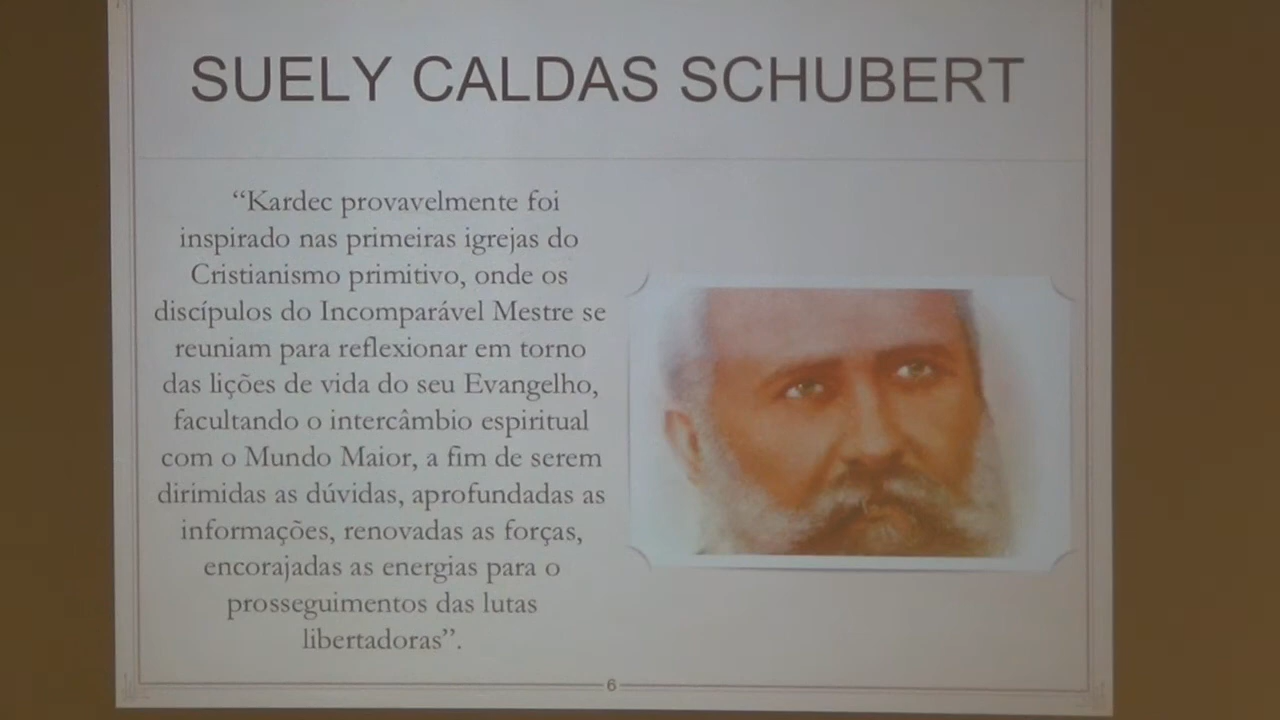 SUELY CALDAS SCHUBERT
“Kardec provavelmente foi
inspirado nas primeiras igrejas do
Cristianismo primitivo, onde os
discípulos do Incomparável Mestre se
reuniam para reflexionar em torno
das lições de vida do seu Evangelho,
facultando o intercâmbio espiritual
com o Mundo Maior, a fim de serem
dirimidas as dúvidas, aprofundadas as
informações, renovadas as forças,
encorajadas as energias para o
prosseguimentos das lutas
libertadoras”.
6